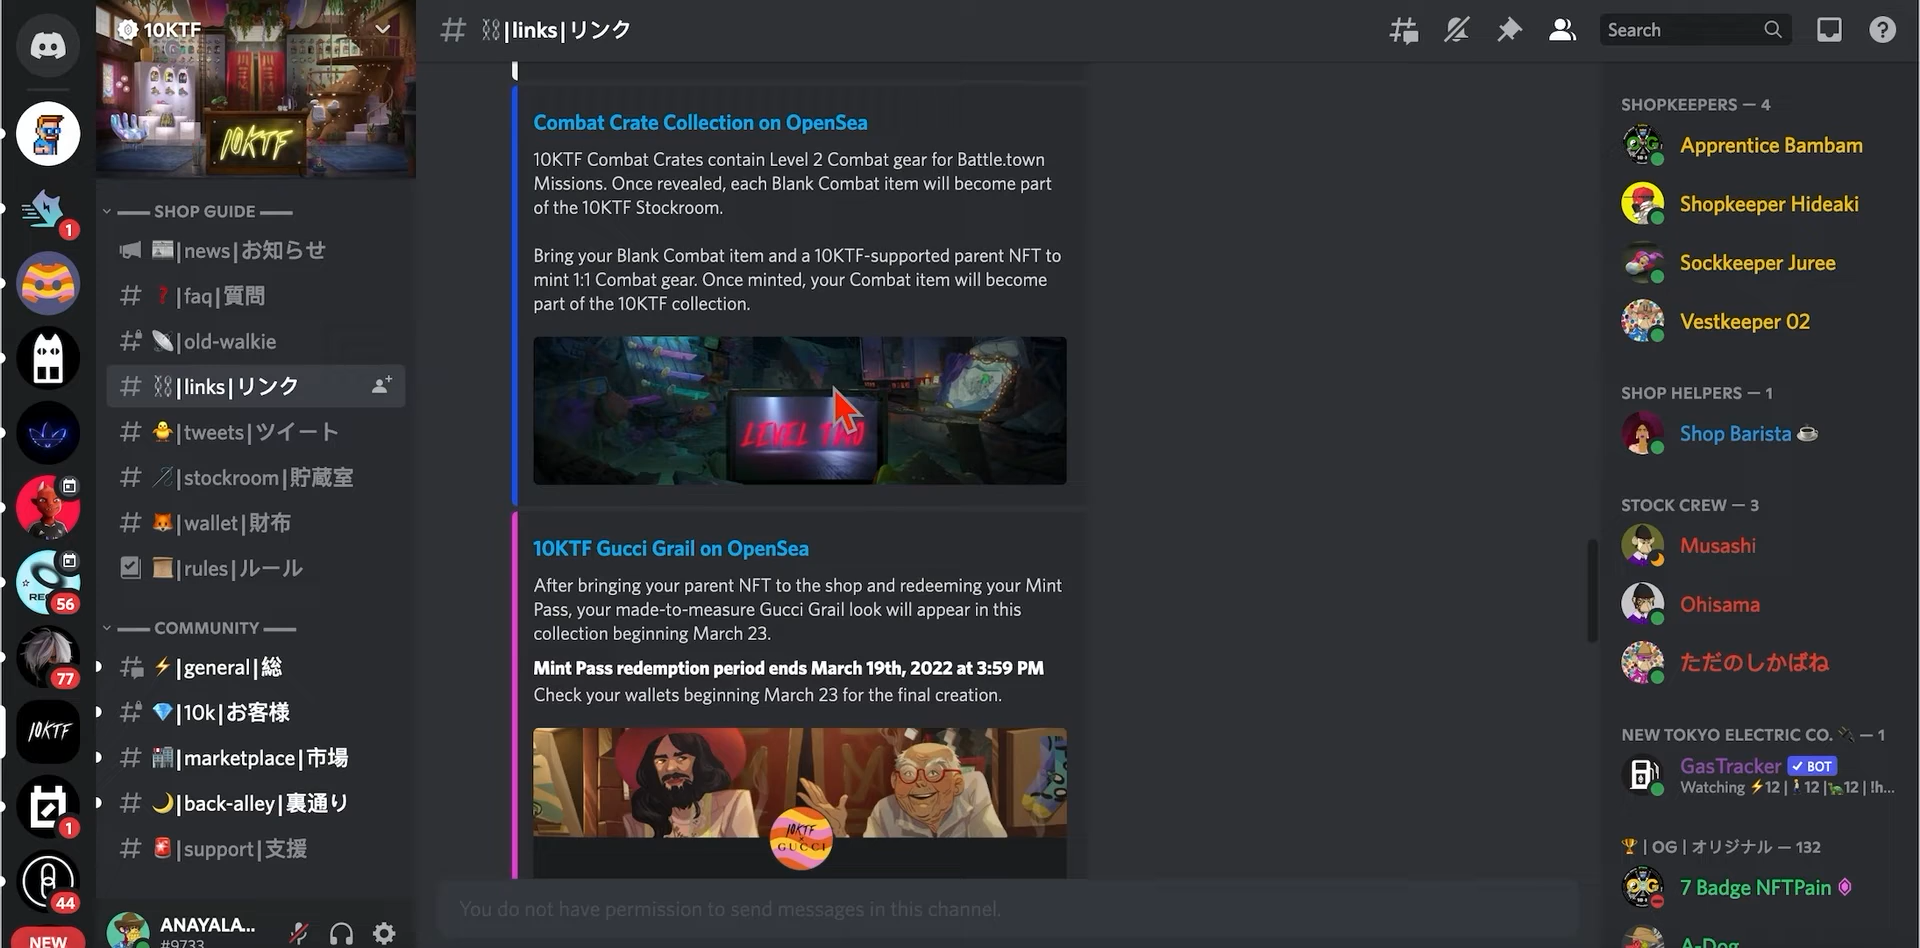 10KTF
10KTF
SHOP GUIDE
|news|お知らせ
|faq|質問
|old-walkie
|links|リンク
|tweets|ツイート
|stockroom|貯蔵室
|wallet|財布
|rules|ルール
COMMUNITY
|general|総
|10k|お客様
|marketplace|市場
|back-alley|裏通り
|support|支援
1
56
77
10KTF
1
44
NEW
ANAYALA...
#9733
|links|リンク
Search
Combat Crate Collection on OpenSea
10KTF Combat Crates contain Level 2 Combat gear for Battle.town
Missions. Once revealed, each Blank Combat item will become part
of the 10KTF Stockroom.
Bring your Blank Combat item and a 10KTF-supported parent NFT to
mint 1:1 Combat gear. Once minted, your Combat item will become
part of the 10KTF collection.
LEVEL TWO
10KTF Gucci Grail on OpenSea
After bringing your parent NFT to the shop and redeeming your Mint
Pass, your made-to-measure Gucci Grail look will appear in this
collection beginning March 23.
Mint Pass redemption period ends March 19th, 2022 at 3:59 PM
Check your wallets beginning March 23 for the final creation.
10KTF
GUCCI
You do not have permission to send messages in this channel.
SHOPKEEPERS — 4
Apprentice Bambam
Shopkeeper Hideaki
Sockkeeper Juree
Vestkeeper 02
SHOP HELPERS — 1
Shop Barista
STOCK CREW — 3
Musashi
Ohisama
ただのしかばね
NEW TOKYO ELECTRIC CO. — 1
GasTracker BOT
Watching ⚡12 | 🚶12 | 🐢12 | !h...
| OG | オリジナル — 132
7 Badge NFTPain
A-Dog